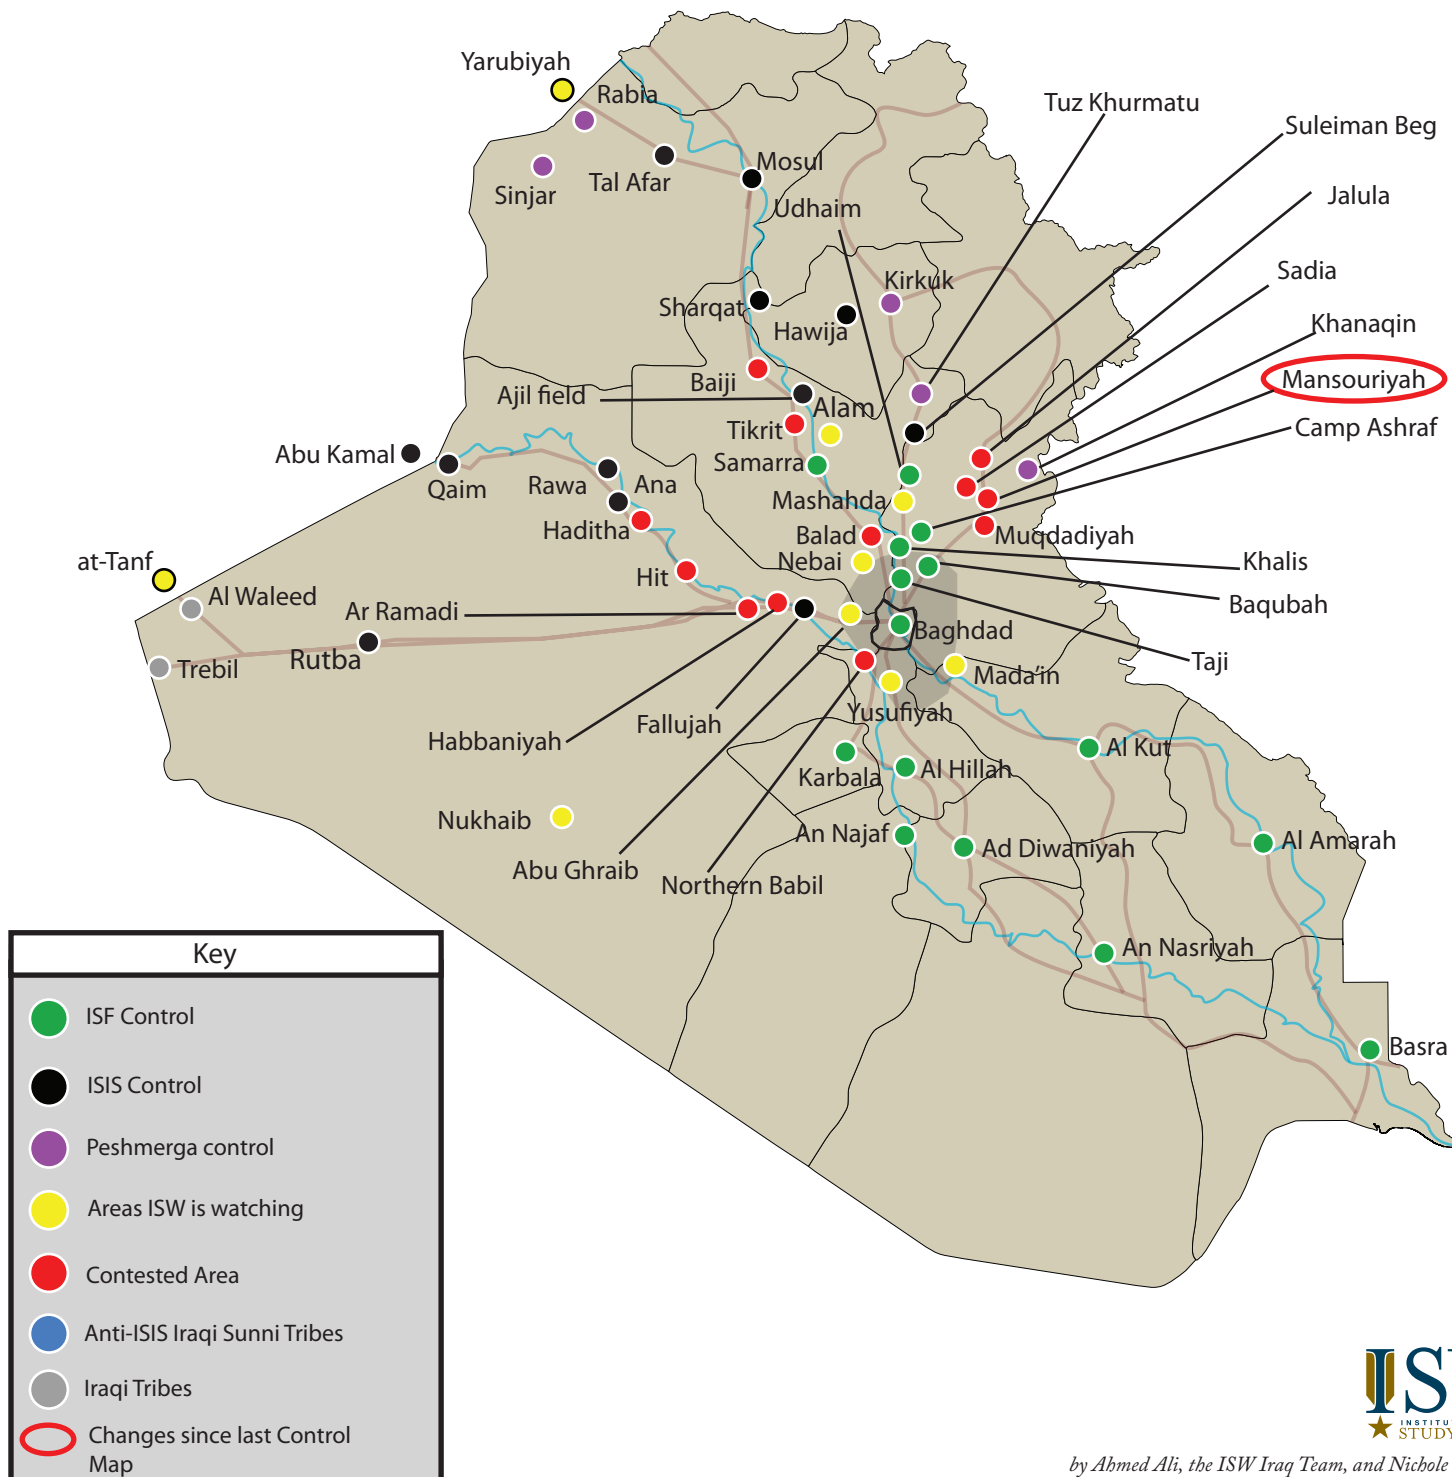 Yarubiyah
Rabia
Tuz Khurmatu
Suleiman Beg
Mosul
Tal Afar
Sinjar
Udhaim
Jalula
Sadia
Kirkuk
Sharqat
Hawija
Khanaqin
Baiji
Mansouriyah
Ajil field
Alam
Tikrit
Camp Ashraf
Abu Kamal
Samarra
Qaim
Rawa
Ana
Mashahda
Haditha
Balad
Muqdadiyah
Nebai
Khalis
at-Tanf
Hit
Al Waleed
Ar Ramadi
Baqubah
Baghdad
Rutba
Trebil
Taji
Mada'in
Yusufiyah
Fallujah
Habbaniyah
Al Kut
Karbala
Al Hillah
Nukhaib
An Najaf
Ad Diwaniyah
Al Amarah
Abu Ghraib
Northern Babil
An Nasriyah
Basra
Key
ISF Control
ISIS Control
Peshmerga control
Areas ISW is watching
Contested Area
Anti-ISIS Iraqi Sunni Tribes
Iraqi Tribes
Changes since last Control
Map
IS
INSTITU
STUDY
by Ahmed Ali, the ISW Iraq Team, and Nichole